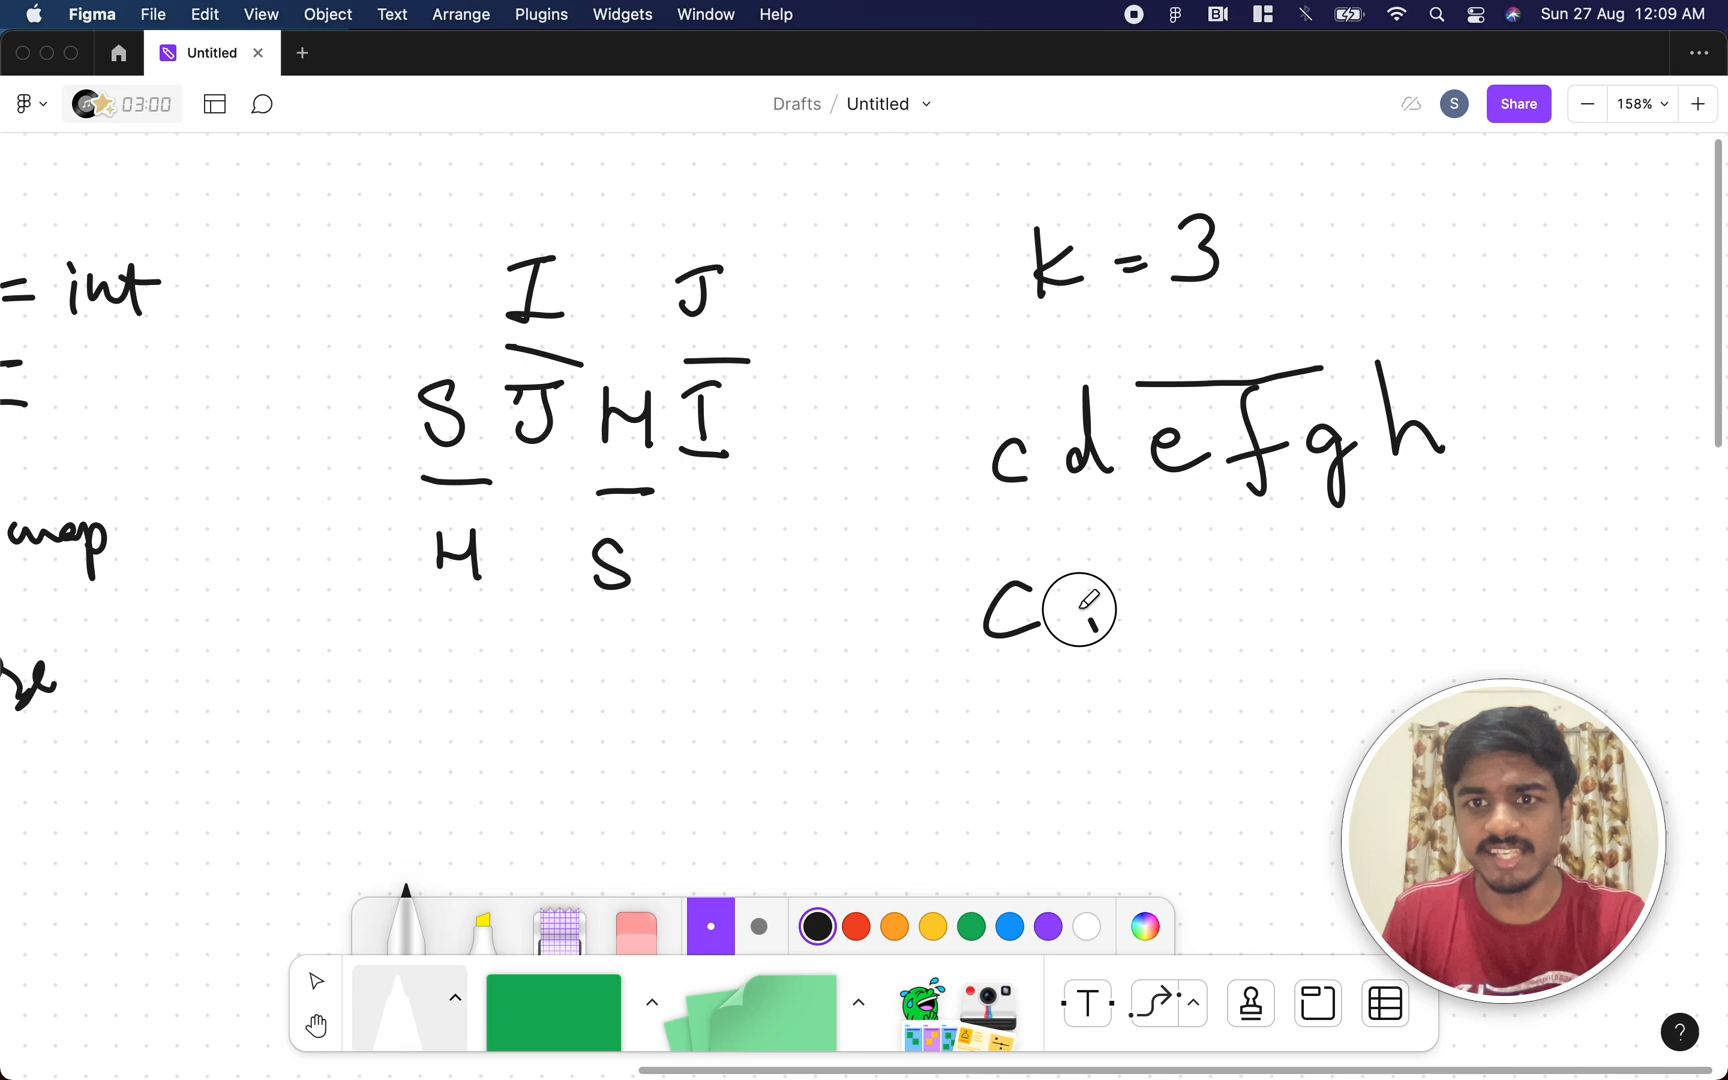 Figma File Edit View Object Text Arrange Plugins Widgets Window Help Sun 27 Aug 12:09 AM
Untitled
03:00 Drafts / Untitled S Share 158%
= int
=
map
I J
S J H I
H S
k = 3
c d e f g h
C
T
?